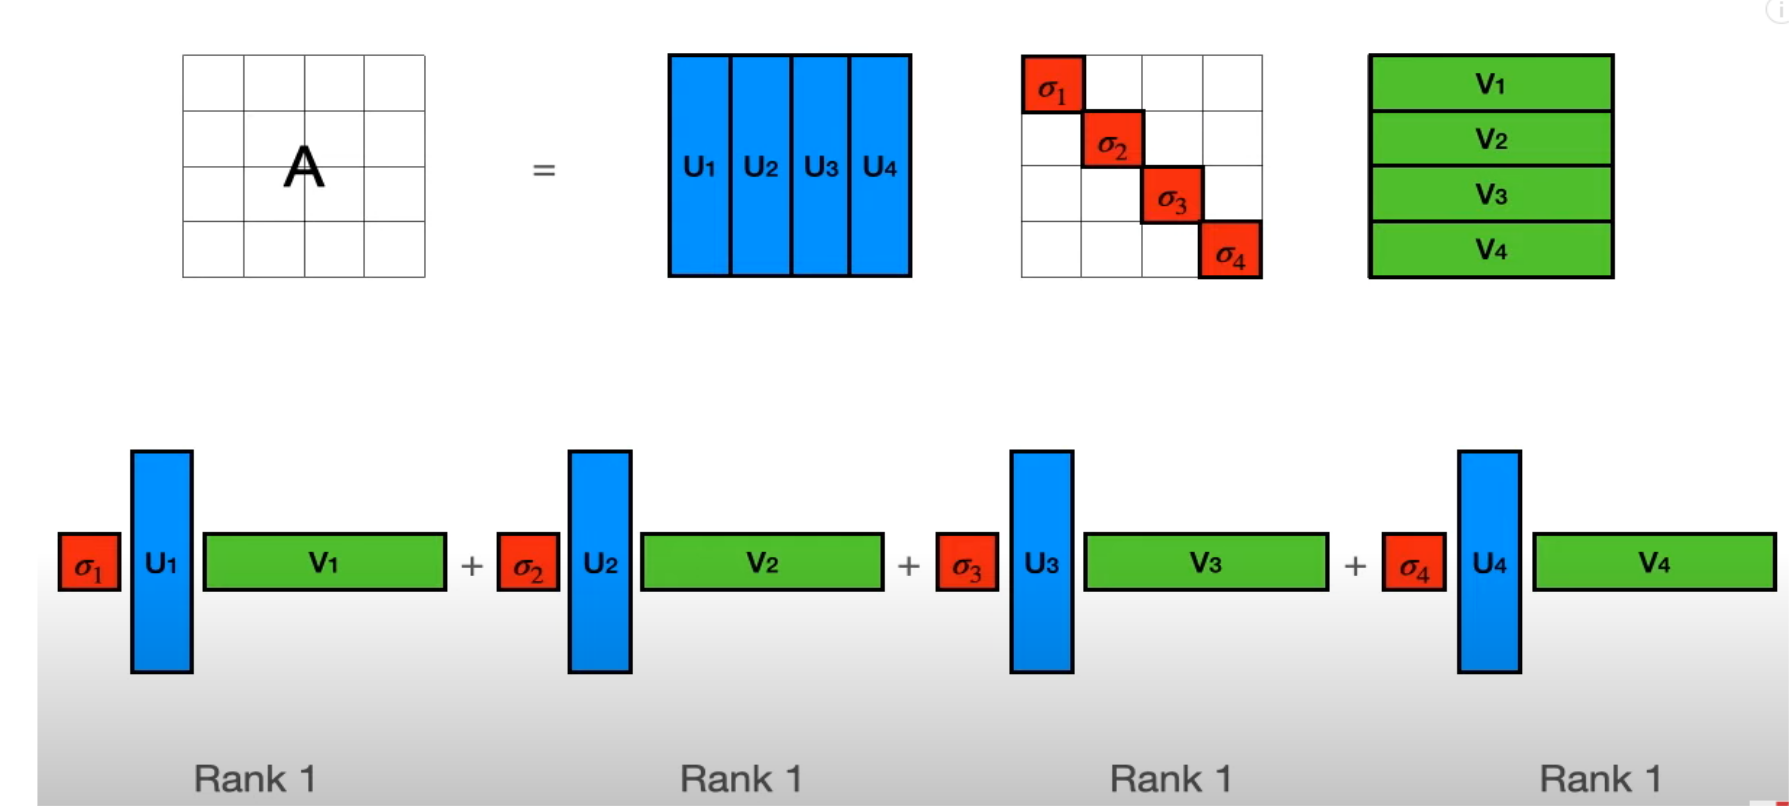 A = U1 U2 U3 U4 σ1 σ2 σ3 σ4 V1
V2
V3
V4
σ1 U1 V1 + σ2 U2 V2 + σ3 U3 V3 + σ4 U4 V4
Rank 1 Rank 1 Rank 1 Rank 1